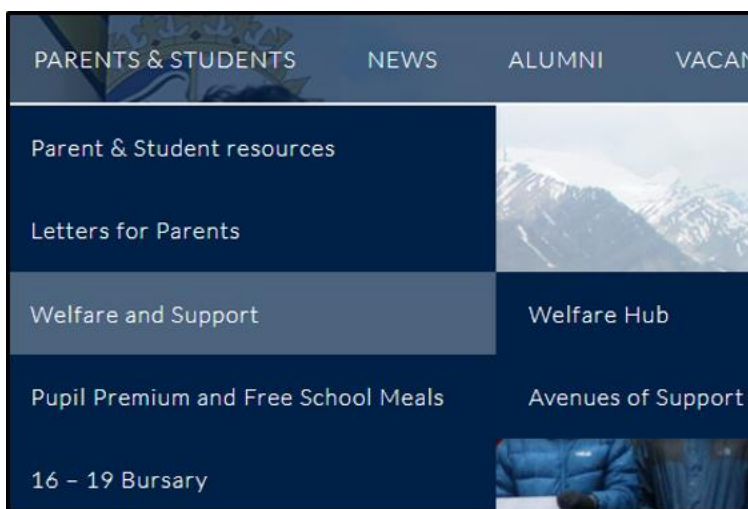 PARENTS & STUDENTS NEWS ALUMNI
Parent & Student resources
Letters for Parents
Welfare and Support
Welfare Hub
Pupil Premium and Free School Meals
Avenues of Support
16 – 19 Bursary